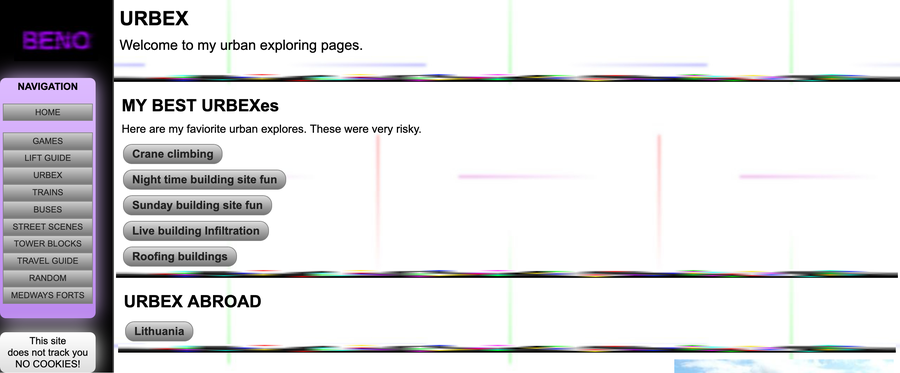 BENO
NAVIGATION
HOME
GAMES
LIFT GUIDE
URBEX
TRAINS
BUSES
STREET SCENES
TOWER BLOCKS
TRAVEL GUIDE
RANDOM
MEDWAYS FORTS
This site
does not track you
NO COOKIES!
URBEX
Welcome to my urban exploring pages.
MY BEST URBEXes
Here are my faviorite urban explores. These were very risky.
Crane climbing
Night time building site fun
Sunday building site fun
Live building Infiltration
Roofing buildings
URBEX ABROAD
Lithuania